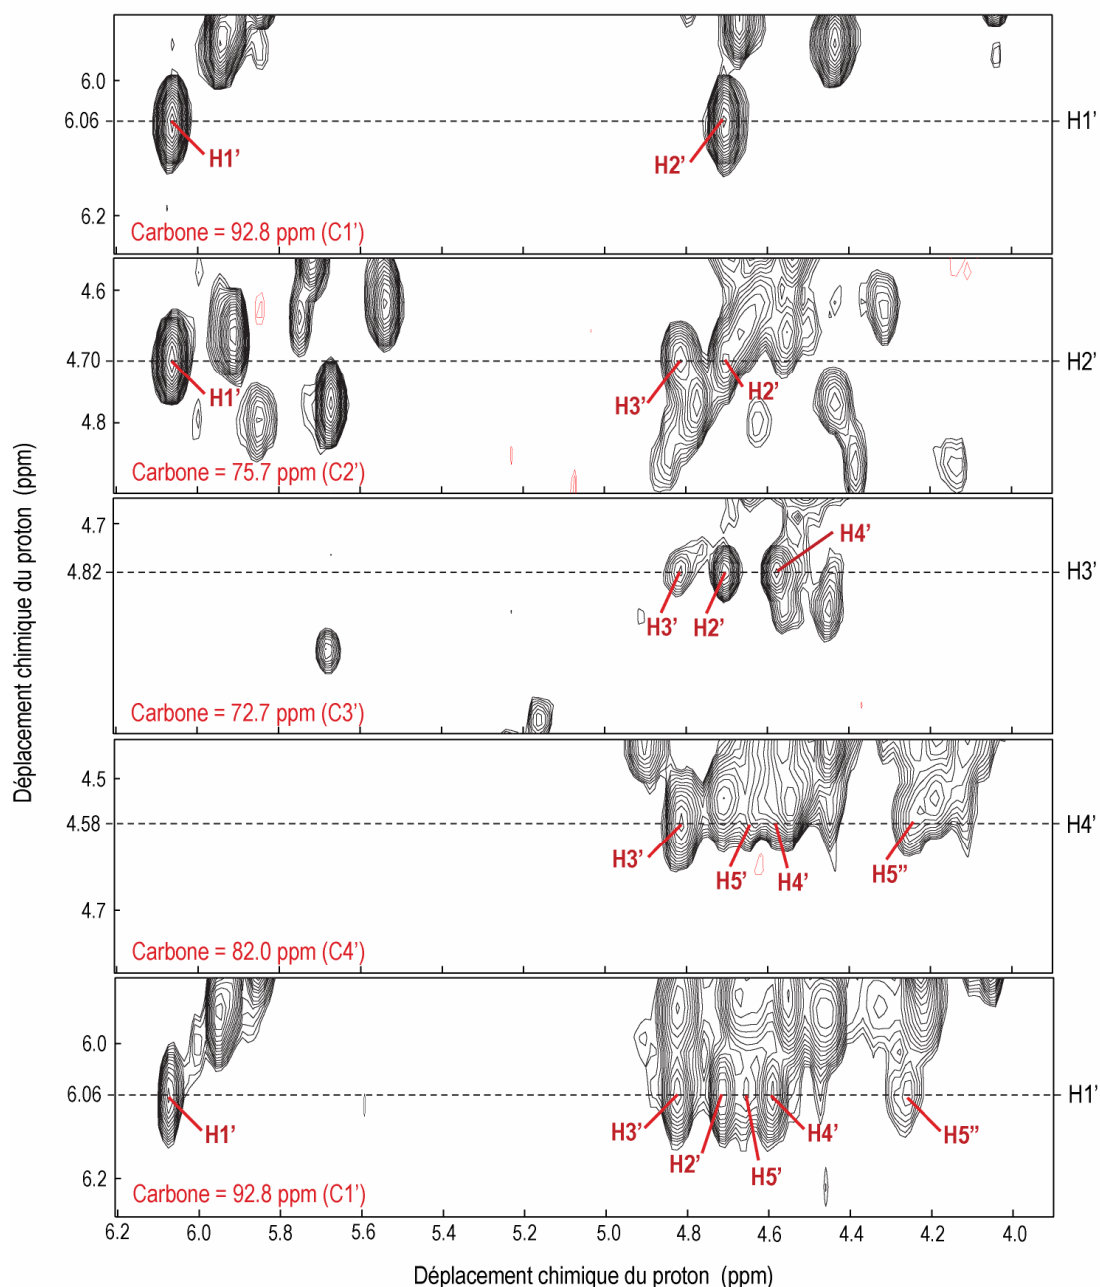 6.0
6.06
H1'
H1'
H2'
6.2
Carbone = 92.8 ppm (C1')
4.6
4.70
H2'
H1'
H3'
H2'
4.8
Carbone = 75.7 ppm (C2')
4.7
H4'
4.82
H3'
H3'
H2'
Carbone = 72.7 ppm (C3')
4.5
4.58
H4'
H3'
H5'
H4'
H5''
4.7
Carbone = 82.0 ppm (C4')
6.0
6.06
H1'
H1'
H3'
H2'
H5'
H4'
H5''
6.2
Carbone = 92.8 ppm (C1')
6.2 6.0 5.8 5.6 5.4 5.2 5.0 4.8 4.6 4.4 4.2 4.0
Déplacement chimique du proton (ppm)
Déplacement chimique du proton (ppm)